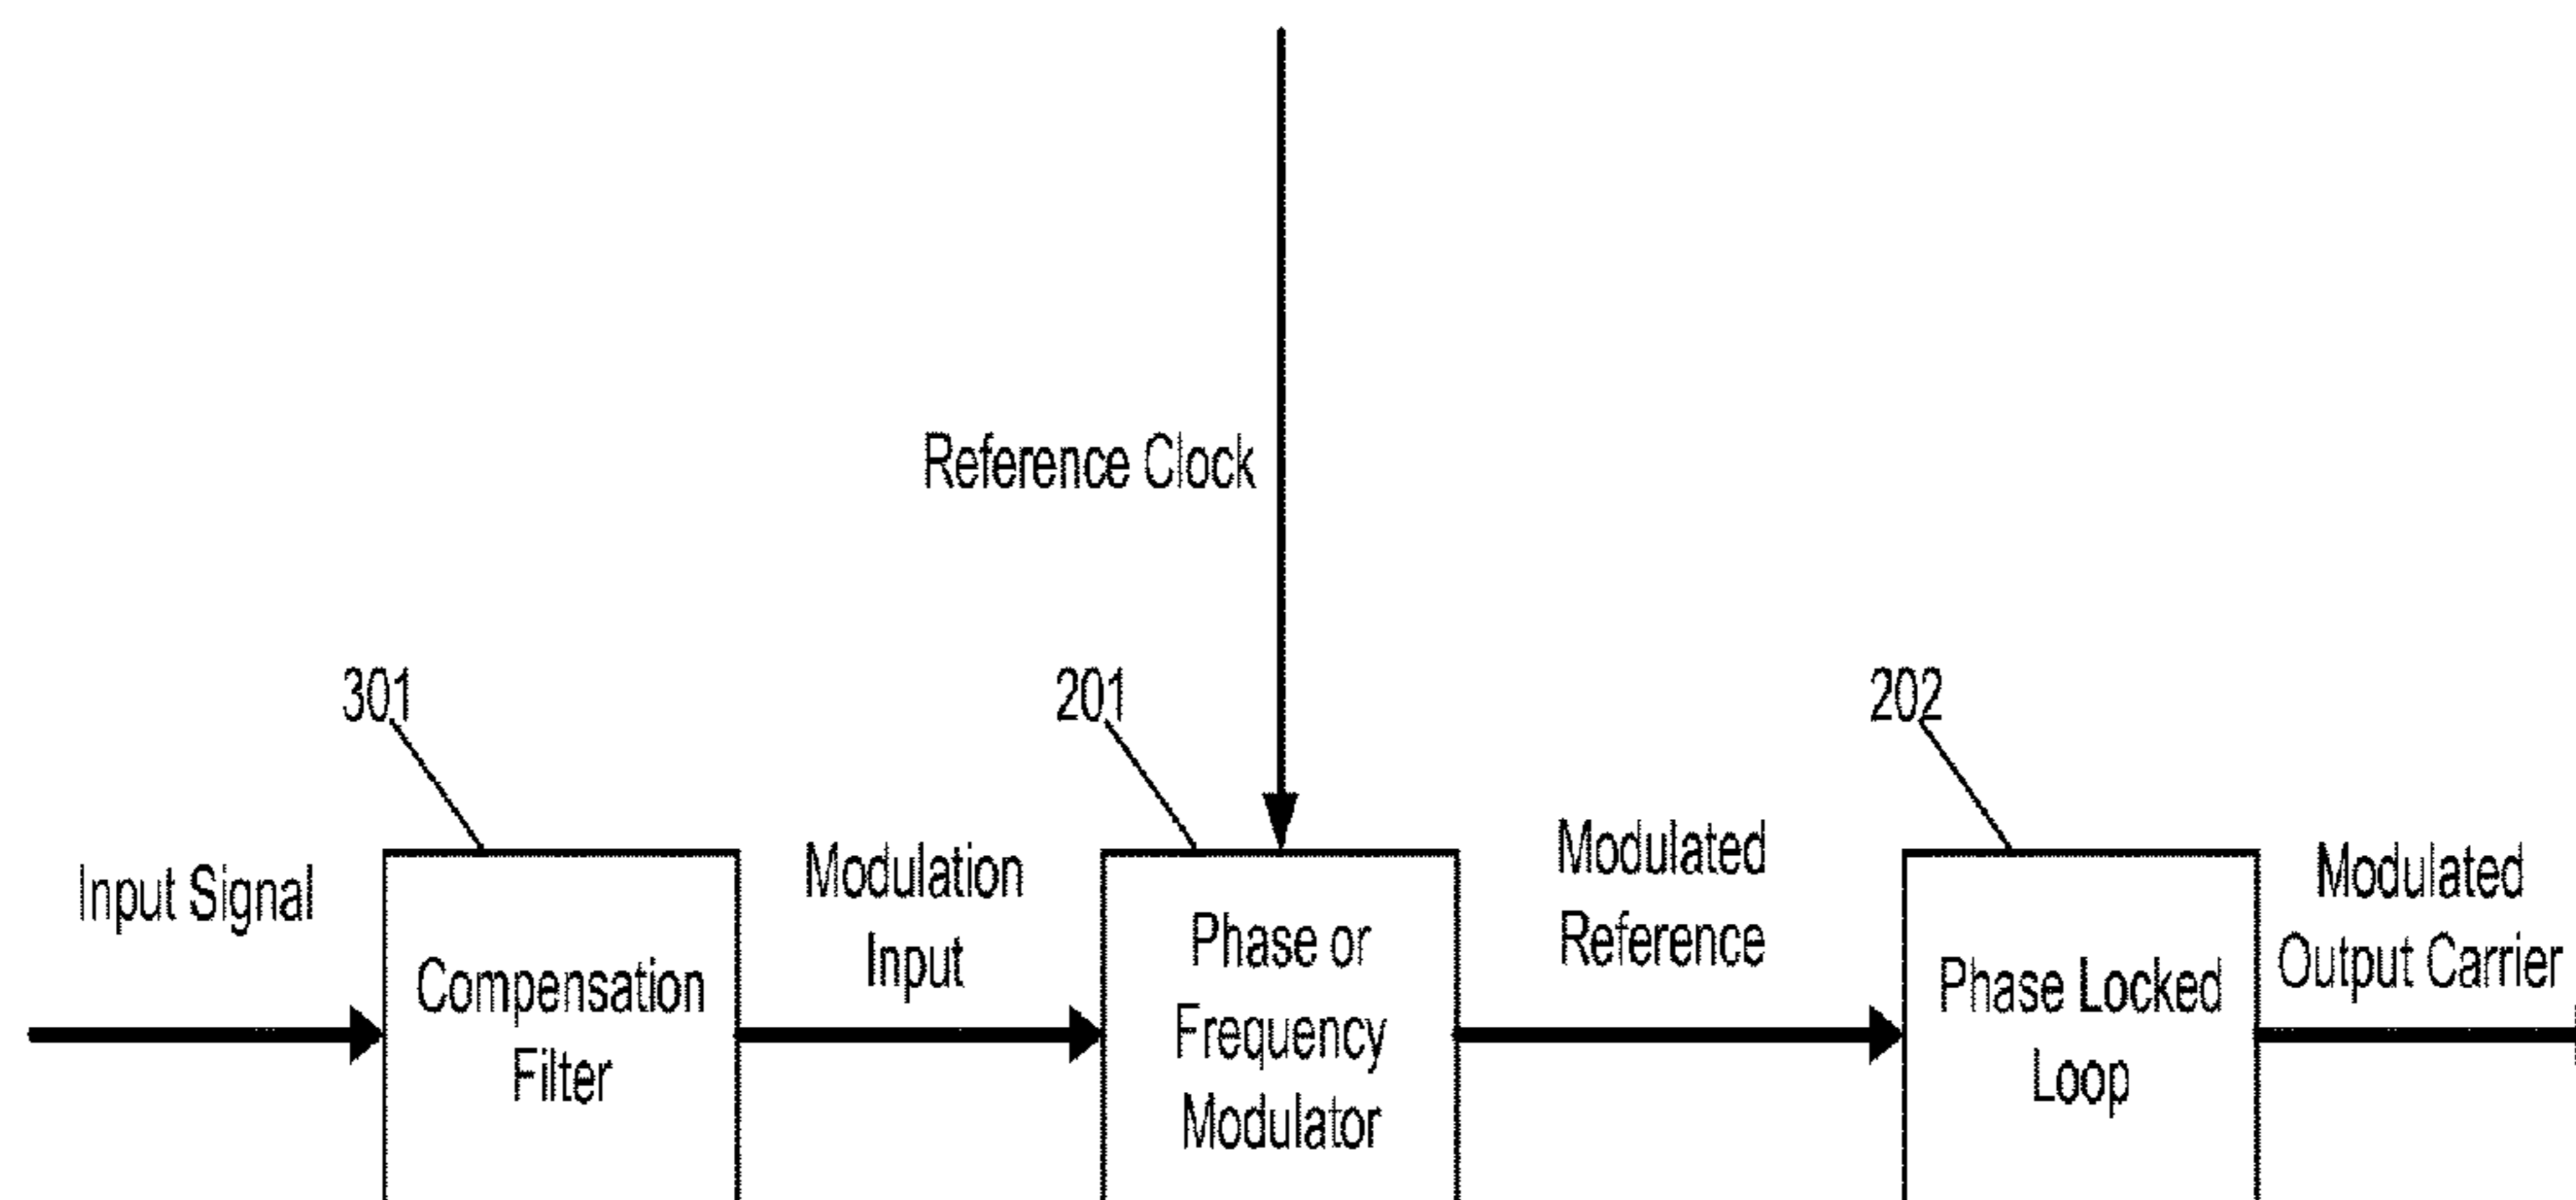 Reference Clock
301
201
202
Input Signal
Compensation
Filter
Modulation
Input
Phase or
Frequency
Modulator
Modulated
Reference
Phase Locked
Loop
Modulated
Output Carrier